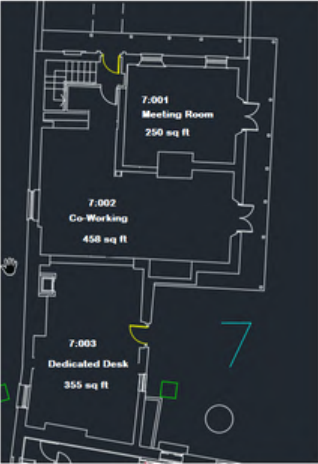 7:001
Meeting Room
250 sq ft
7:002
Co-Working
458 sq ft
7:003
Dedicated Desk
355 sq ft
7